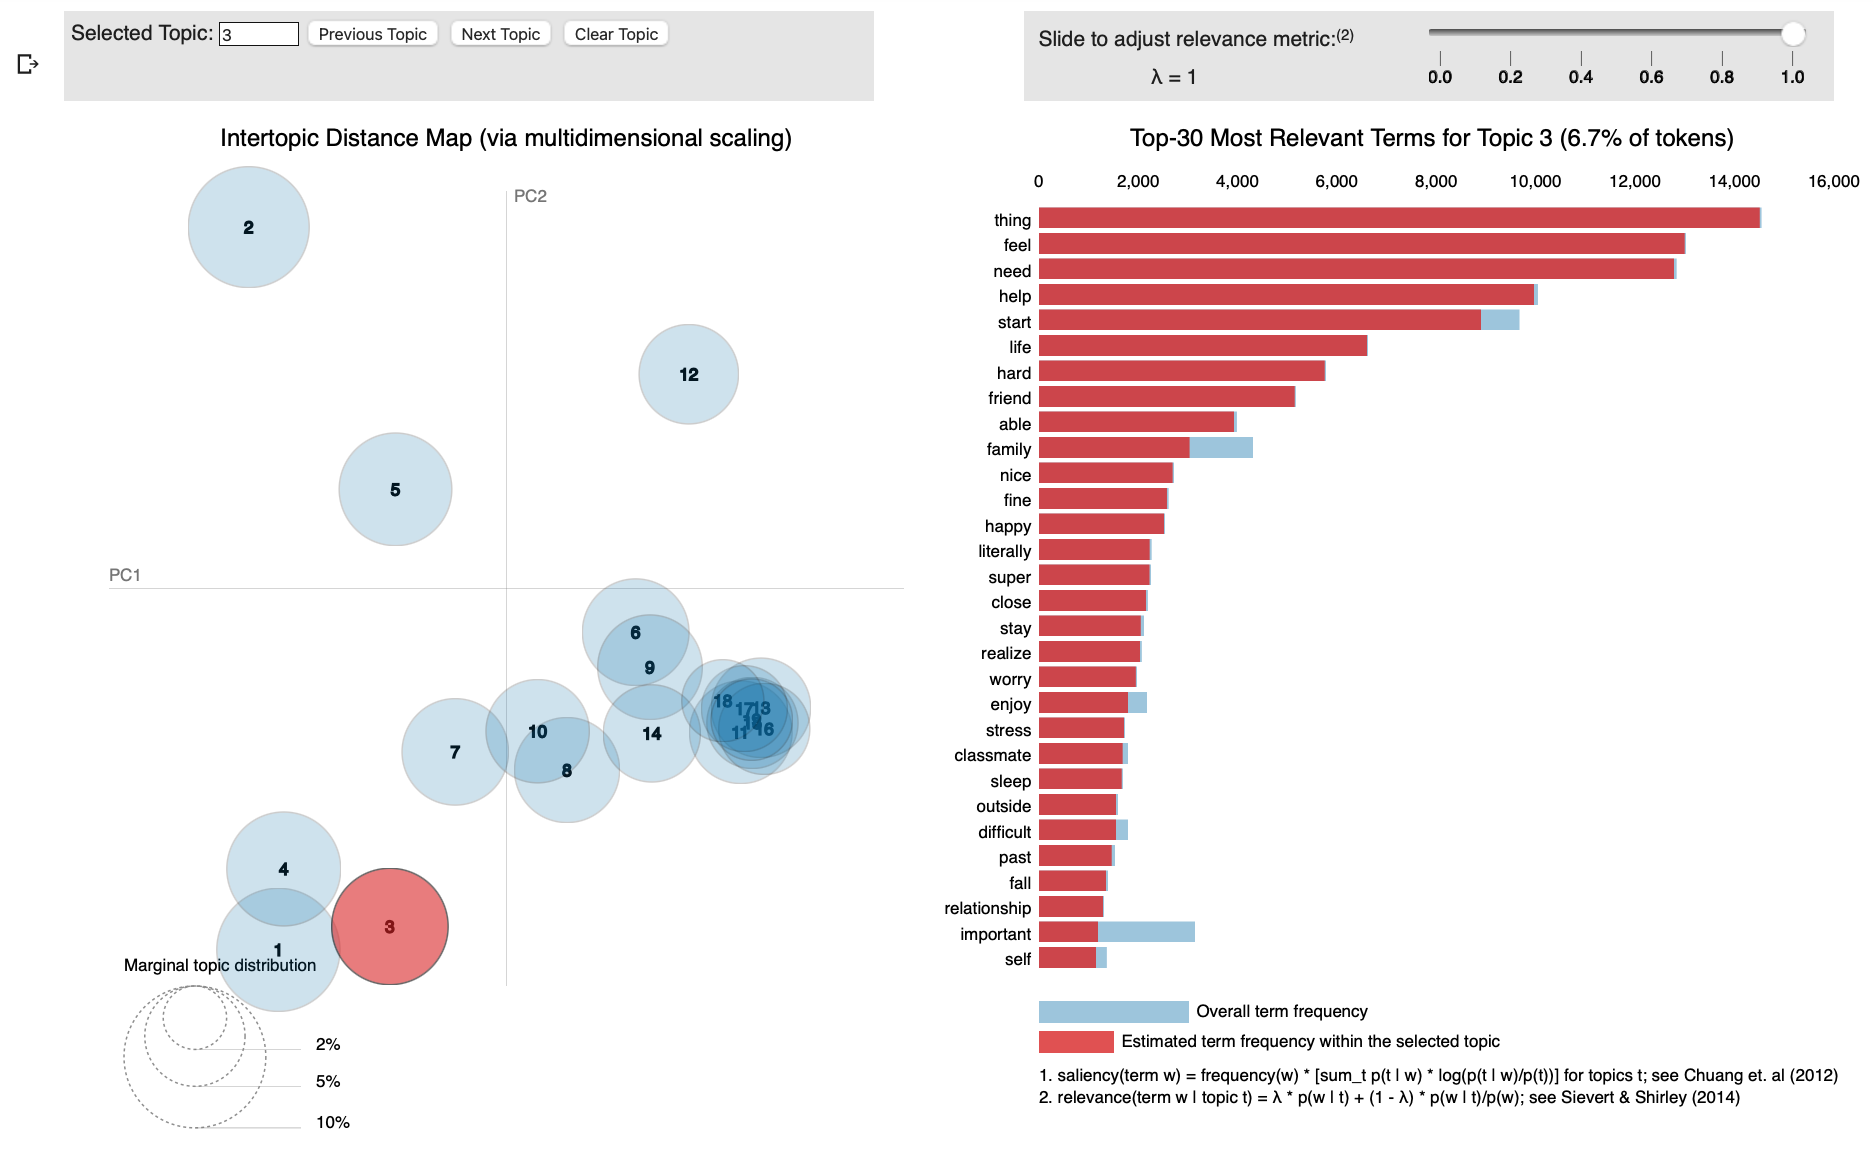 Selected Topic: 3 Previous Topic Next Topic Clear Topic
Slide to adjust relevance metric:(2)
λ = 1
0.0 0.2 0.4 0.6 0.8 1.0
Intertopic Distance Map (via multidimensional scaling)
PC2
PC1
2
12
5
6
9
18
17
13
11
16
14
10
7
8
4
3
1
Marginal topic distribution
2%
5%
10%
Top-30 Most Relevant Terms for Topic 3 (6.7% of tokens)
0 2,000 4,000 6,000 8,000 10,000 12,000 14,000 16,000
thing
feel
need
help
start
life
hard
friend
able
family
nice
fine
happy
literally
super
close
stay
realize
worry
enjoy
stress
classmate
sleep
outside
difficult
past
fall
relationship
important
self
Overall term frequency
Estimated term frequency within the selected topic
1. saliency(term w) = frequency(w) * [sum_t p(t | w) * log(p(t | w)/p(t))] for topics t; see Chuang et. al (2012)
2. relevance(term w | topic t) = λ * p(w | t) + (1 - λ) * p(w | t)/p(w); see Sievert & Shirley (2014)